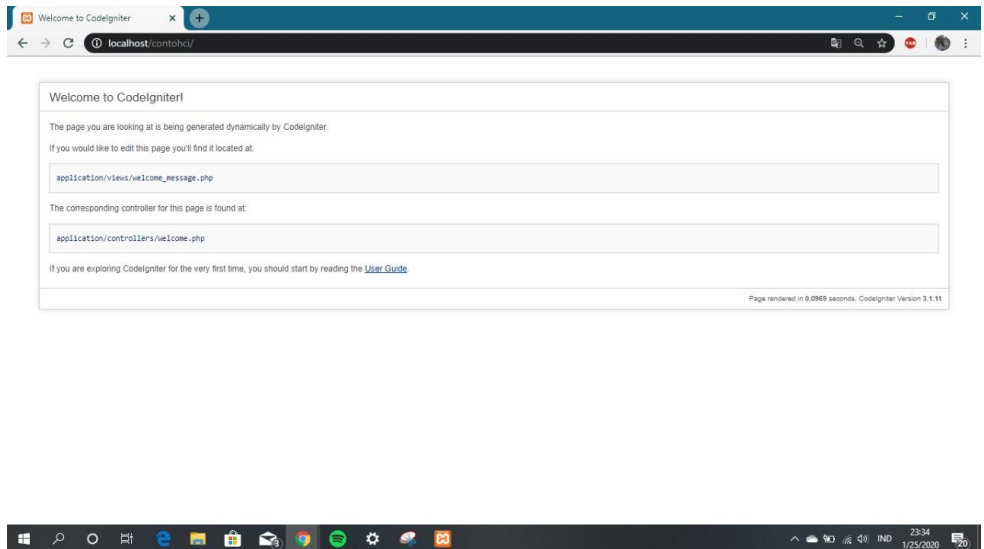 Welcome to CodeIgniter
localhost/contohci/
Welcome to CodeIgniter!
The page you are looking at is being generated dynamically by CodeIgniter.
If you would like to edit this page you'll find it located at:
application/views/welcome_message.php
The corresponding controller for this page is found at:
application/controllers/welcome.php
If you are exploring CodeIgniter for the very first time, you should start by reading the User Guide.
Page rendered in 0.0969 seconds. CodeIgniter Version 3.1.11
IND
23:34
1/25/2020
20